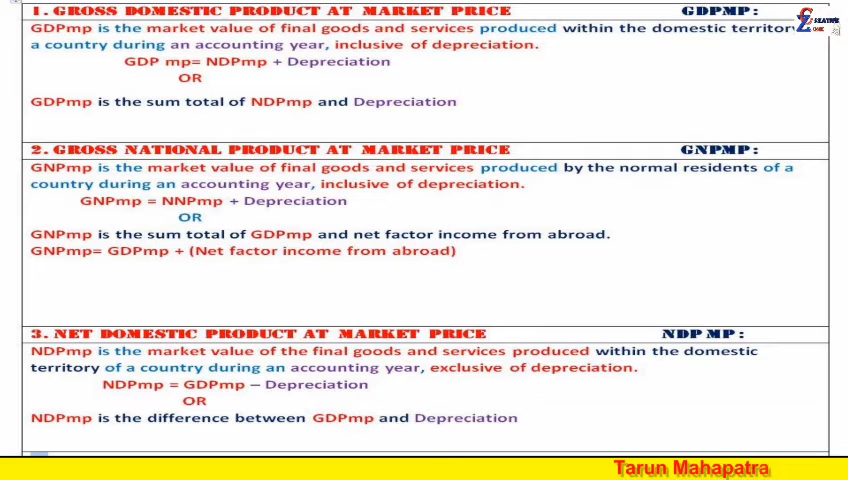 1. GROSS DOMESTIC PRODUCT AT MARKET PRICE GDPMP:
GDPmp is the market value of final goods and services produced within the domestic territory
a country during an accounting year, inclusive of depreciation.
GDP mp= NDPmp + Depreciation
OR
GDPmp is the sum total of NDPmp and Depreciation
2. GROSS NATIONAL PRODUCT AT MARKET PRICE GNPMP:
GNPmp is the market value of final goods and services produced by the normal residents of a
country during an accounting year, inclusive of depreciation.
GNPmp = NNPmp + Depreciation
OR
GNPmp is the sum total of GDPmp and net factor income from abroad.
GNPmp= GDPmp + (Net factor income from abroad)
3. NET DOMESTIC PRODUCT AT MARKET PRICE NDP MP:
NDPmp is the market value of the final goods and services produced within the domestic
territory of a country during an accounting year, exclusive of depreciation.
NDPmp = GDPmp – Depreciation
OR
NDPmp is the difference between GDPmp and Depreciation
Tarun Mahapatra